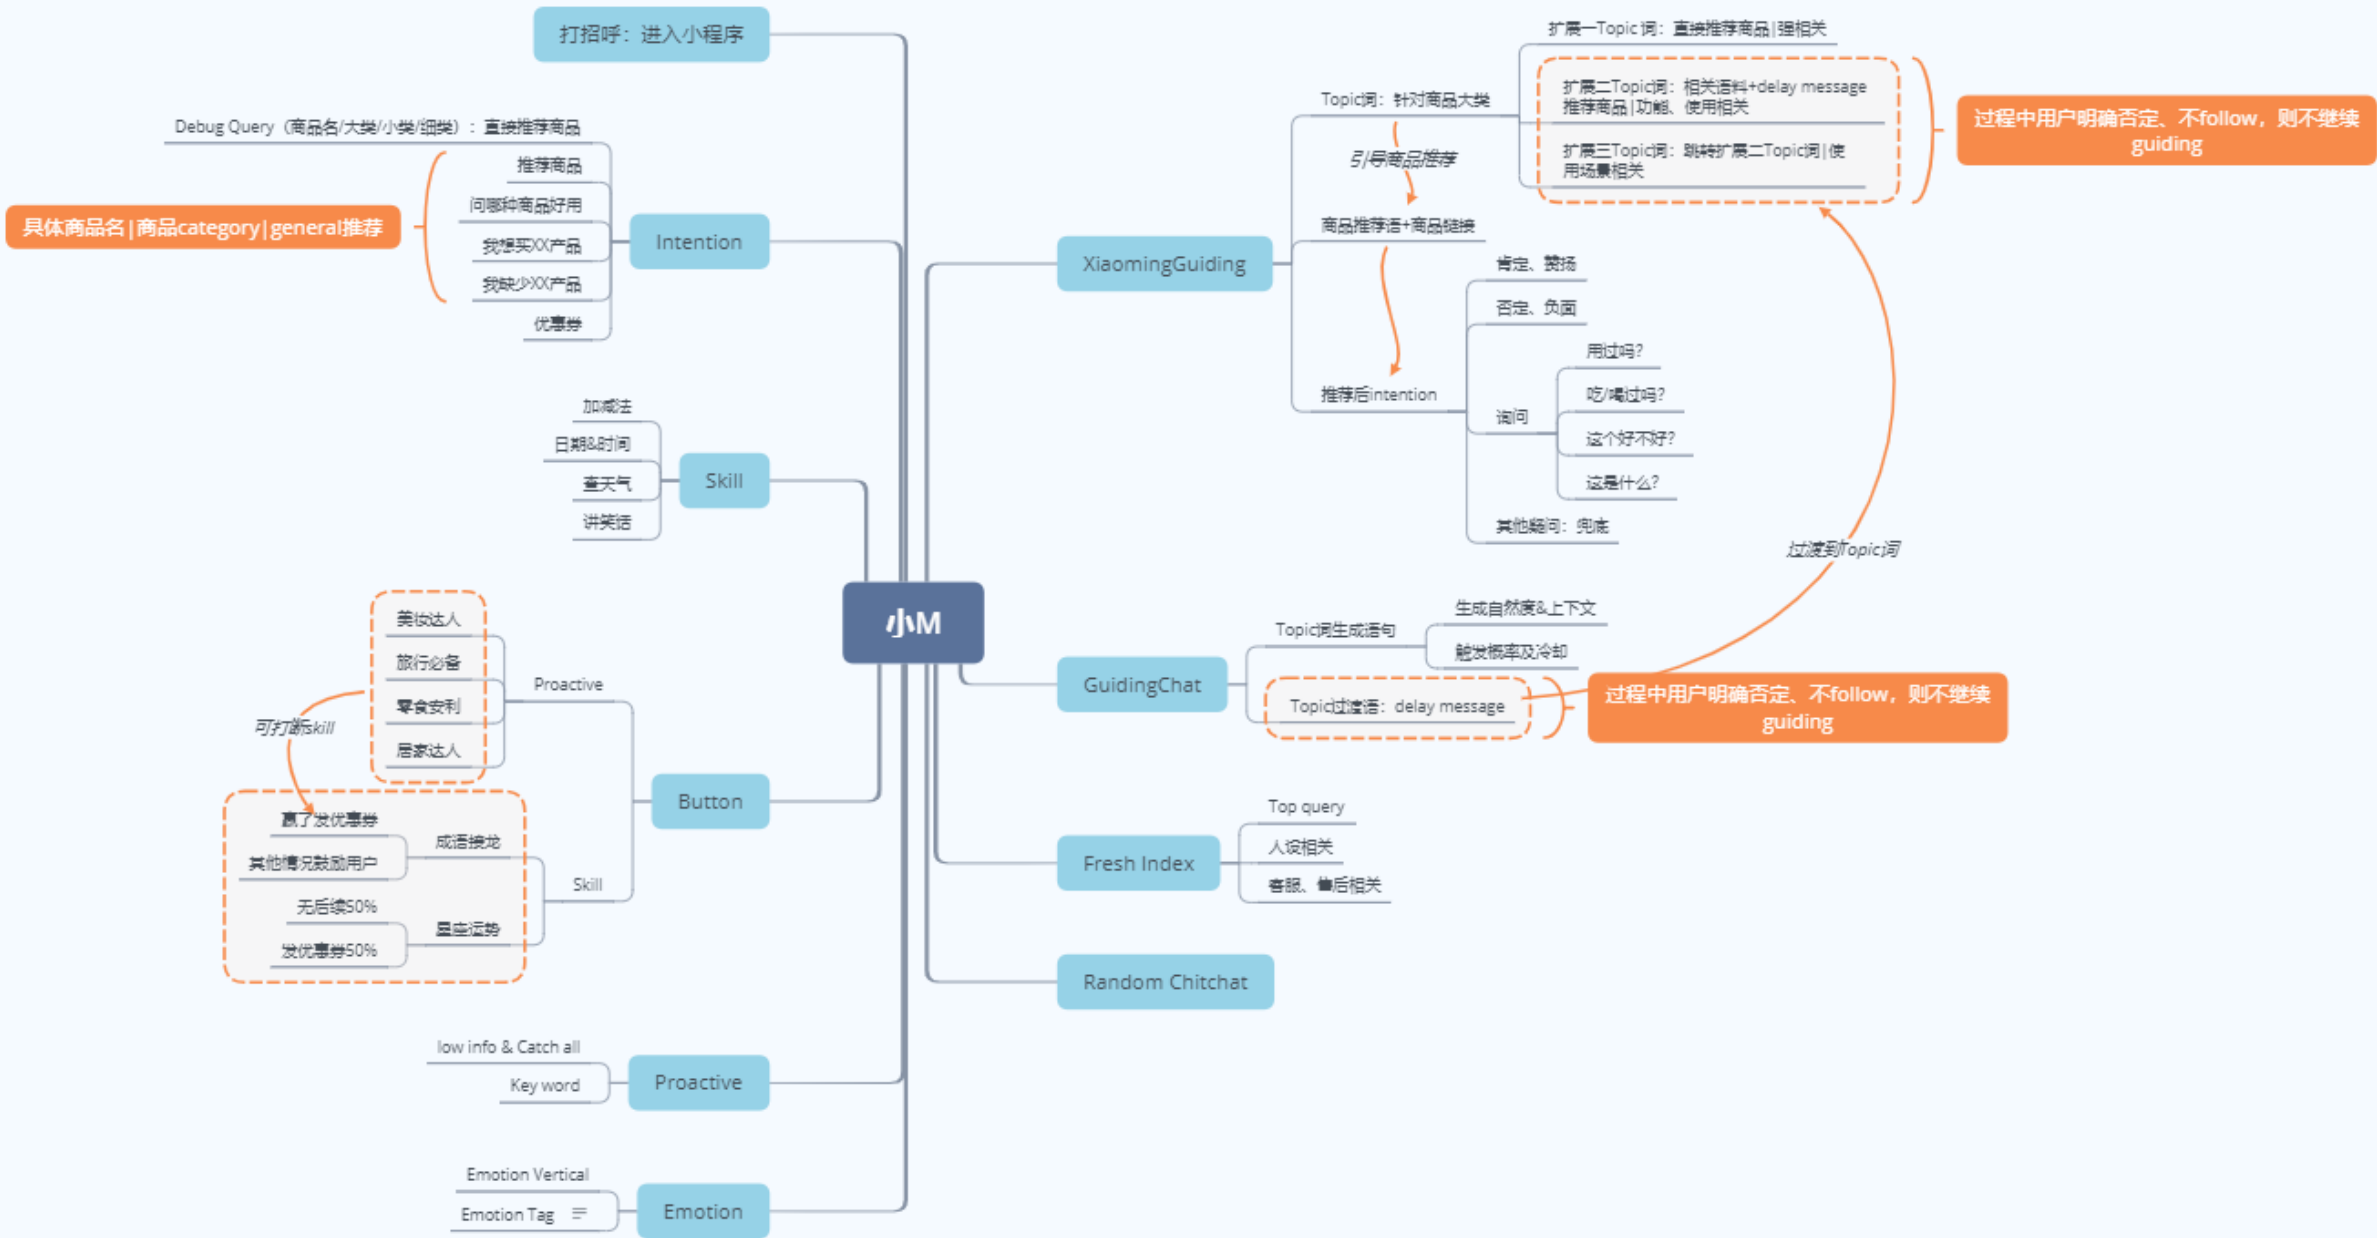 小M
打招呼：进入小程序
Intention
Debug Query（商品名/大类/小类/细类）：直接推荐商品
推荐商品
问哪种商品好用
我想买XX产品
我缺少XX产品
优惠券
具体商品名|商品category|general推荐
Skill
加减法
日期&时间
查天气
讲笑话
Button
Proactive
美妆达人
旅行必备
零食安利
居家达人
可打断skill
Skill
成语接龙
赢了发优惠券
其他情况鼓励用户
星座运势
无后续50%
发优惠券50%
Proactive
low info & Catch all
Key word
Emotion
Emotion Vertical
Emotion Tag
XiaomingGuiding
Topic词：针对商品大类
扩展一Topic 词：直接推荐商品|强相关
扩展二Topic词：相关语料+delay message
推荐商品|功能、使用相关
扩展三Topic词：跳转扩展二Topic词|使
用场景相关
过程中用户明确否定、不follow，则不继续
guiding
引导商品推荐
商品推荐语+商品链接
推荐后intention
肯定、赞扬
否定、负面
询问
用过吗？
吃/喝过吗？
这个好不好？
这是什么？
其他疑问：兜底
过渡到Topic词
GuidingChat
Topic词生成语句
生成自然度&上下文
触发概率及冷却
Topic过渡语：delay message
过程中用户明确否定、不follow，则不继续
guiding
Fresh Index
Top query
人设相关
客服、售后相关
Random Chitchat